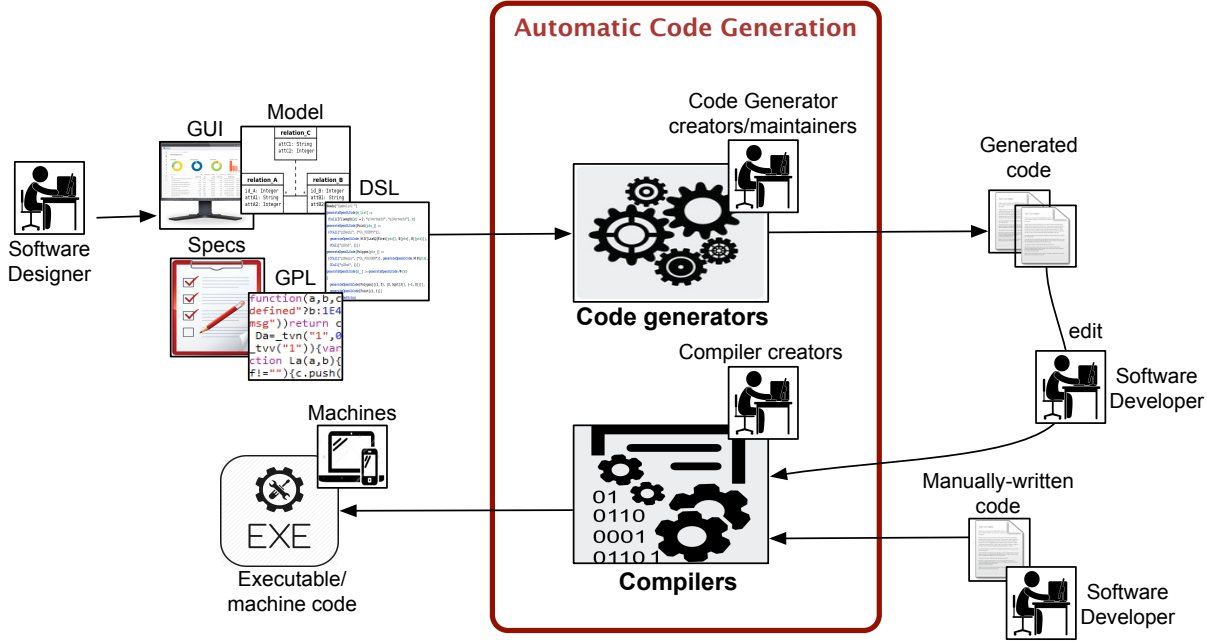 Automatic Code Generation
Model
GUI
relation_C
attC1: String
attC2: Integer
relation_A
id_A: Integer
attA1: String
attA2: Integer
relation_B
id_B: Integer
attB1: String
DSL
Software
Designer
Specs
GPL
function(a,b,c
defined"?b:1E4
msg"))return c
Da=_tvn("1",0
_tvv("1")){var
ction La(a,b){
f!=""){c.push(
Code Generator
creators/maintainers
Code generators
Generated
code
edit
Software
Developer
Compiler creators
01
0110
0001
01101
Compilers
Manually-written
code
Software
Developer
Machines
EXE
Executable/
machine code